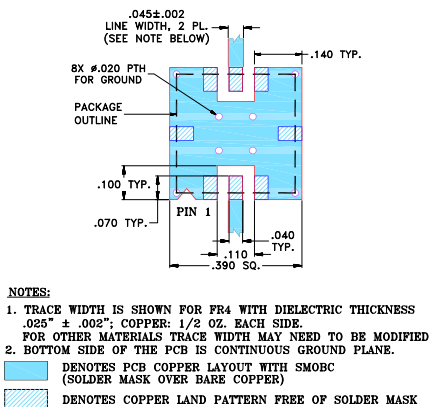 .045±.002
LINE WIDTH, 2 PL.
(SEE NOTE BELOW)
.140 TYP.
8X ø.020 PTH
FOR GROUND
PACKAGE
OUTLINE
.100 TYP.
.070 TYP.
PIN 1
.040
TYP.
.110
.390 SQ.
NOTES:
1. TRACE WIDTH IS SHOWN FOR FR4 WITH DIELECTRIC THICKNESS
.025" ± .002"; COPPER: 1/2 OZ. EACH SIDE.
FOR OTHER MATERIALS TRACE WIDTH MAY NEED TO BE MODIFIED
2. BOTTOM SIDE OF THE PCB IS CONTINUOUS GROUND PLANE.
DENOTES PCB COPPER LAYOUT WITH SMOBC
(SOLDER MASK OVER BARE COPPER)
DENOTES COPPER LAND PATTERN FREE OF SOLDER MASK